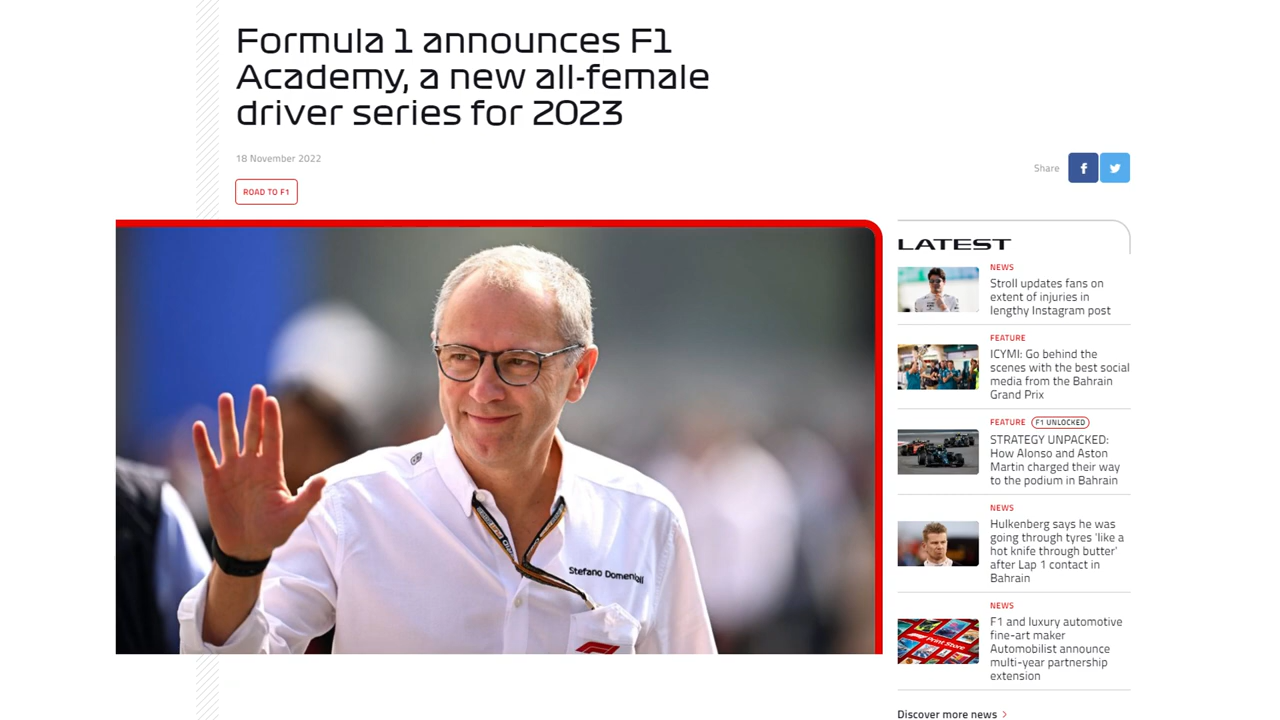 Formula 1 announces F1
Academy, a new all-female
driver series for 2023
18 November 2022
ROAD TO F1
Share
Stefano Domenicali
LATEST
NEWS
Stroll updates fans on
extent of injuries in
lengthy Instagram post
FEATURE
ICYMI: Go behind the
scenes with the best social
media from the Bahrain
Grand Prix
FEATURE F1 UNLOCKED
STRATEGY UNPACKED:
How Alonso and Aston
Martin charged their way
to the podium in Bahrain
NEWS
Hulkenberg says he was
going through tyres ‘like a
hot knife through butter’
after Lap 1 contact in
Bahrain
Print Store
NEWS
F1 and luxury automotive
fine-art maker
Automobilist announce
multi-year partnership
extension
Discover more news